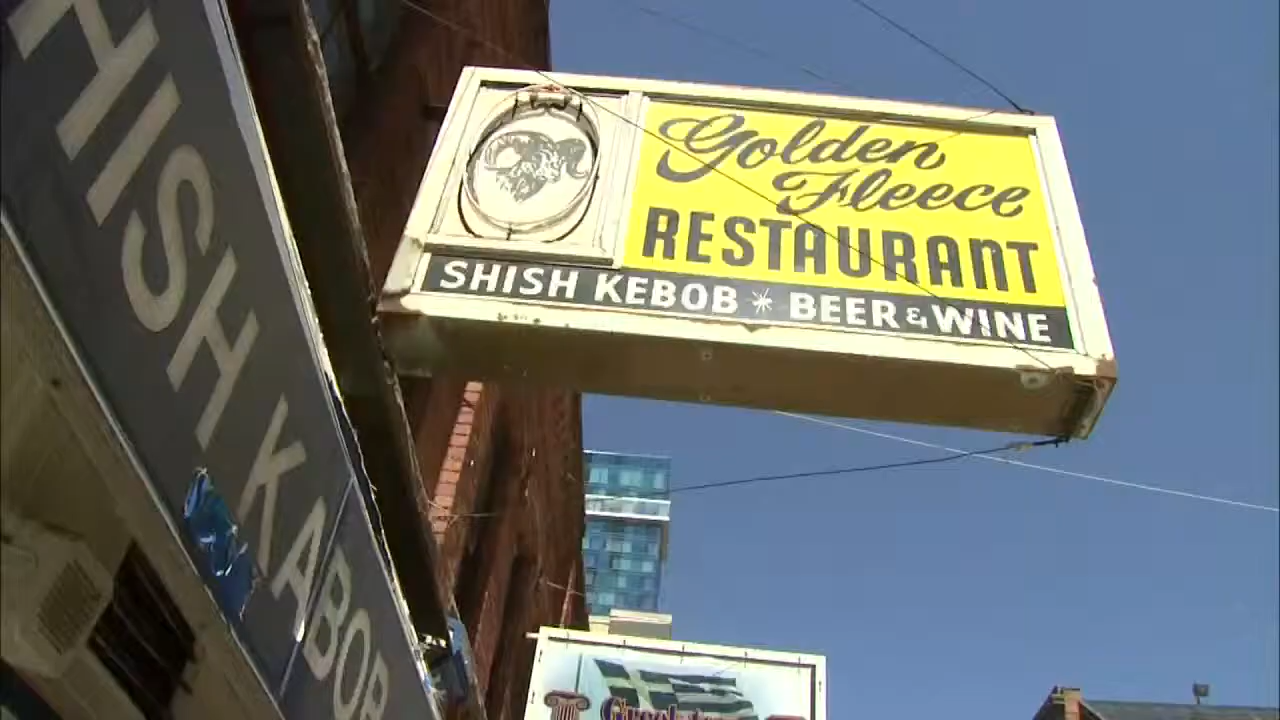 HISH KABOB
Golden
Fleece
RESTAURANT
SHISH KEBOB * BEER & WINE